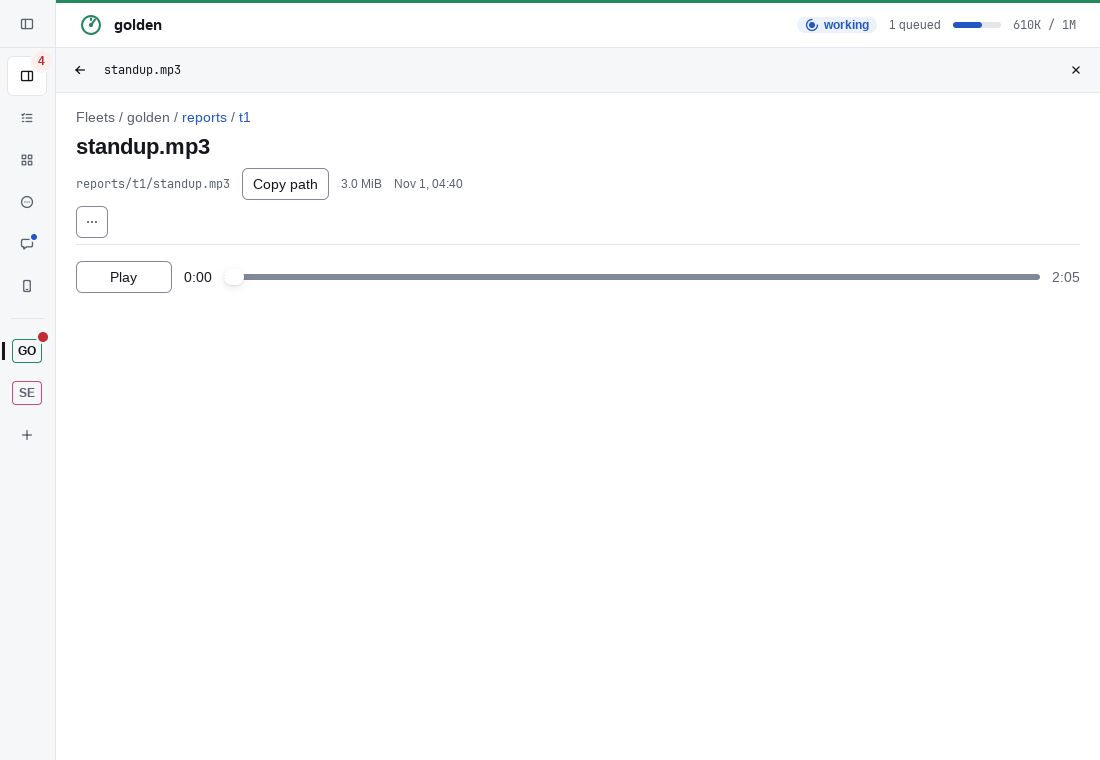 golden
working
1 queued
610K / 1M
4
standup.mp3
Fleets / golden / reports / t1
standup.mp3
reports/t1/standup.mp3
Copy path
3.0 MiB
Nov 1, 04:40
Play
0:00
2:05
GO
SE